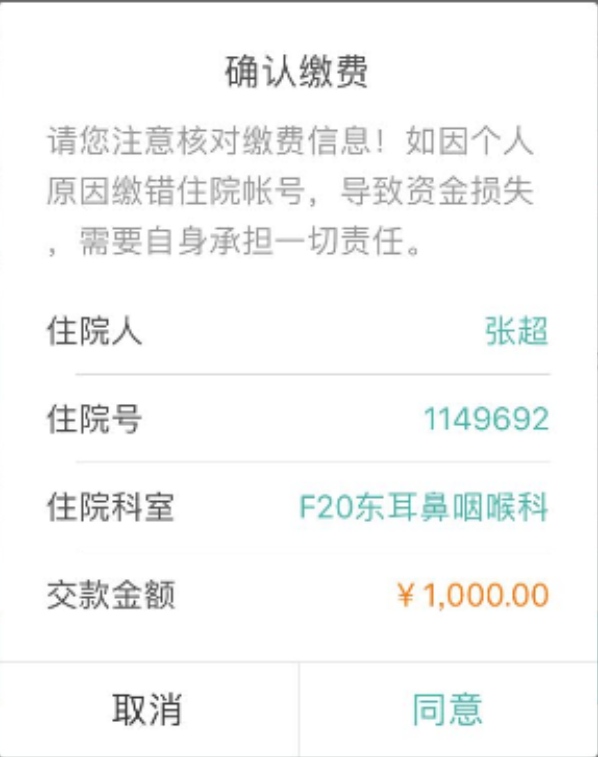 确认缴费
请您注意核对缴费信息！如因个人
原因缴错住院帐号，导致资金损失
，需要自身承担一切责任。
住院人 张超
住院号 1149692
住院科室 F20东耳鼻咽喉科
交款金额 ¥1,000.00
取消 同意